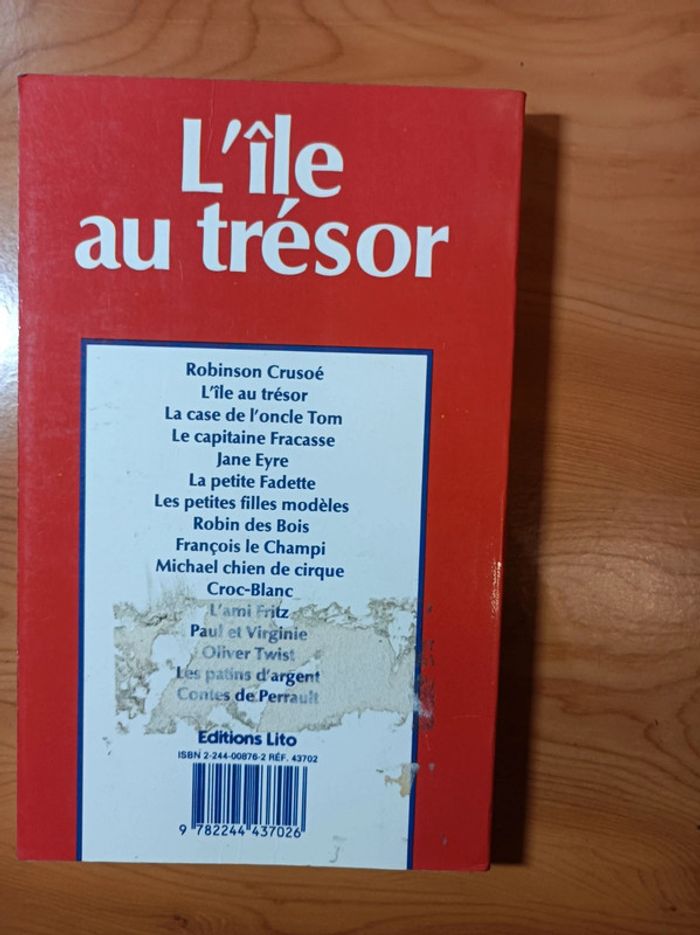 L'île
au trésor
Robinson Crusoé
L'île au trésor
La case de l'oncle Tom
Le capitaine Fracasse
Jane Eyre
La petite Fadette
Les petites filles modèles
Robin des Bois
François le Champi
Michael chien de cirque
Croc-Blanc
L'ami Fritz
Paul et Virginie
Oliver Twist
Les patins d'argent
Contes de Perrault
Editions Lito
ISBN 2-244-00876-2 RÉF. 43702
9 782244 437026